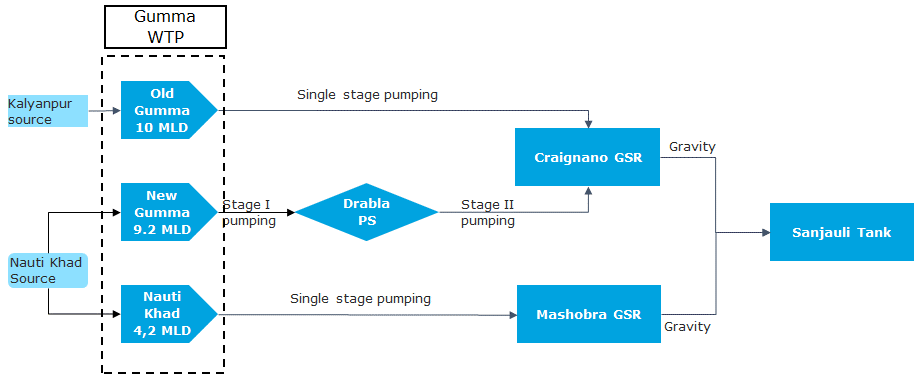 Gumma
WTP
Kalyanpur
source
Old
Gumma
10 MLD
Single stage pumping
Craignano GSR
Gravity
New
Gumma
9.2 MLD
Stage I
pumping
Drabla
PS
Stage II
pumping
Sanjauli Tank
Nauti Khad
Source
Nauti
Khad
4,2 MLD
Single stage pumping
Mashobra GSR
Gravity